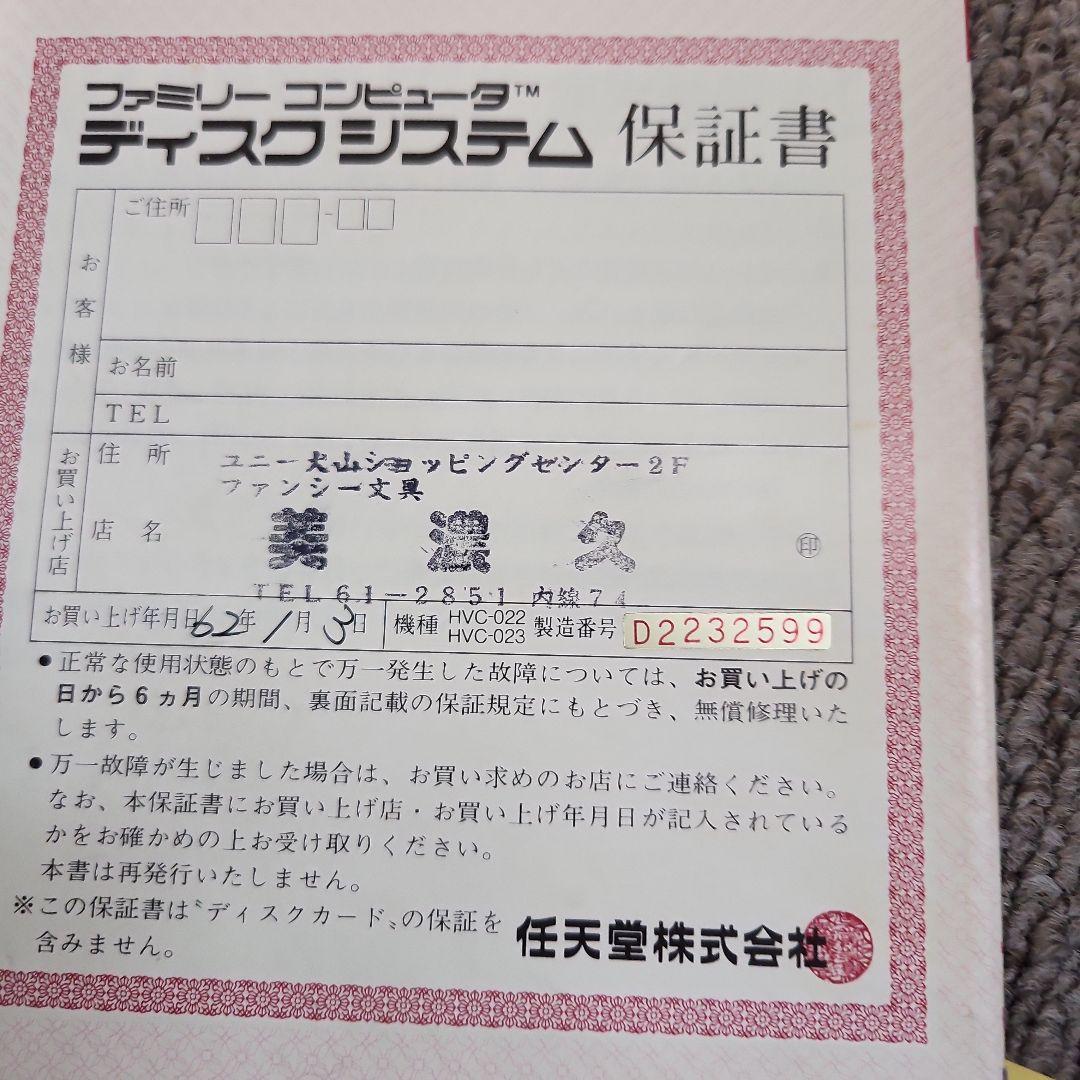 ファミリー コンピュータ™
ディスクシステム 保証書
お客様
ご住所
お名前
TEL
お買い上げ店
住所 ユニー犬山ショッピングセンター2F
ファンシー文具
店名 美濃久 印
TEL 61-2851 内線74
お買い上げ年月日 62年 1月 3日 機種 HVC-022 HVC-023 製造番号 D2232599
●正常な使用状態のもとで万一発生した故障については、お買い上げの
日から6ヵ月の期間、裏面記載の保証規定にもとづき、無償修理いた
します。
●万一故障が生じました場合は、お買い求めのお店にご連絡ください。
なお、本保証書にお買い上げ店・お買い上げ年月日が記入されている
かをお確かめの上お受け取りください。
本書は再発行いたしません。
※この保証書は〝ディスクカード〟の保証を
含みません。
任天堂株式会社